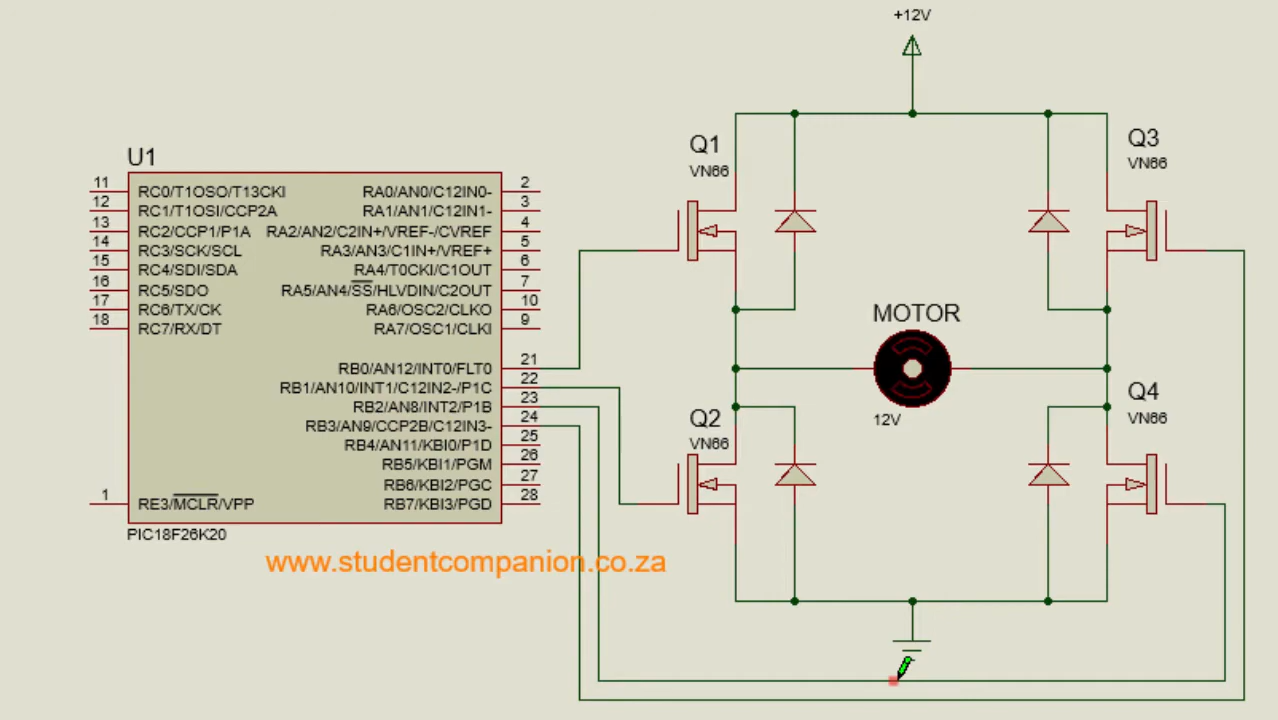 +12V
Q1
VN66
Q3
VN66
U1
11
RC0/T1OSO/T13CKI
RA0/AN0/C12IN0-
2
12
RC1/T1OSI/CCP2A
RA1/AN1/C12IN1-
3
13
RC2/CCP1/P1A
RA2/AN2/C2IN+/VREF-/CVREF
4
14
RC3/SCK/SCL
RA3/AN3/C1IN+/VREF+
5
15
RC4/SDI/SDA
RA4/T0CKI/C1OUT
6
16
RC5/SDO
RA5/AN4/SS/HLVDIN/C2OUT
7
17
RC6/TX/CK
RA6/OSC2/CLKO
10
18
RC7/RX/DT
RA7/OSC1/CLKI
9
RB0/AN12/INT0/FLT0
21
RB1/AN10/INT1/C12IN2-/P1C
22
RB2/AN8/INT2/P1B
23
RB3/AN9/CCP2B/C12IN3-
24
RB4/AN11/KBI0/P1D
25
RB5/KBI1/PGM
26
RB6/KBI2/PGC
27
1
RE3/MCLR/VPP
RB7/KBI3/PGD
28
PIC18F26K20
MOTOR
12V
Q2
VN66
Q4
VN66
www.studentcompanion.co.za